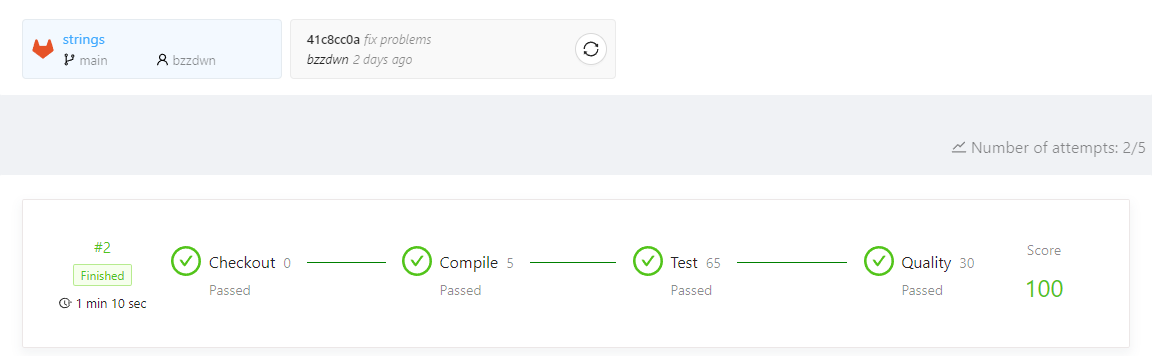 strings
main bzzdwn
41c8cc0a fix problems
bzzdwn 2 days ago
Number of attempts: 2/5
#2
Finished
1 min 10 sec
Checkout 0
Passed
Compile 5
Passed
Test 65
Passed
Quality 30
Passed
Score
100